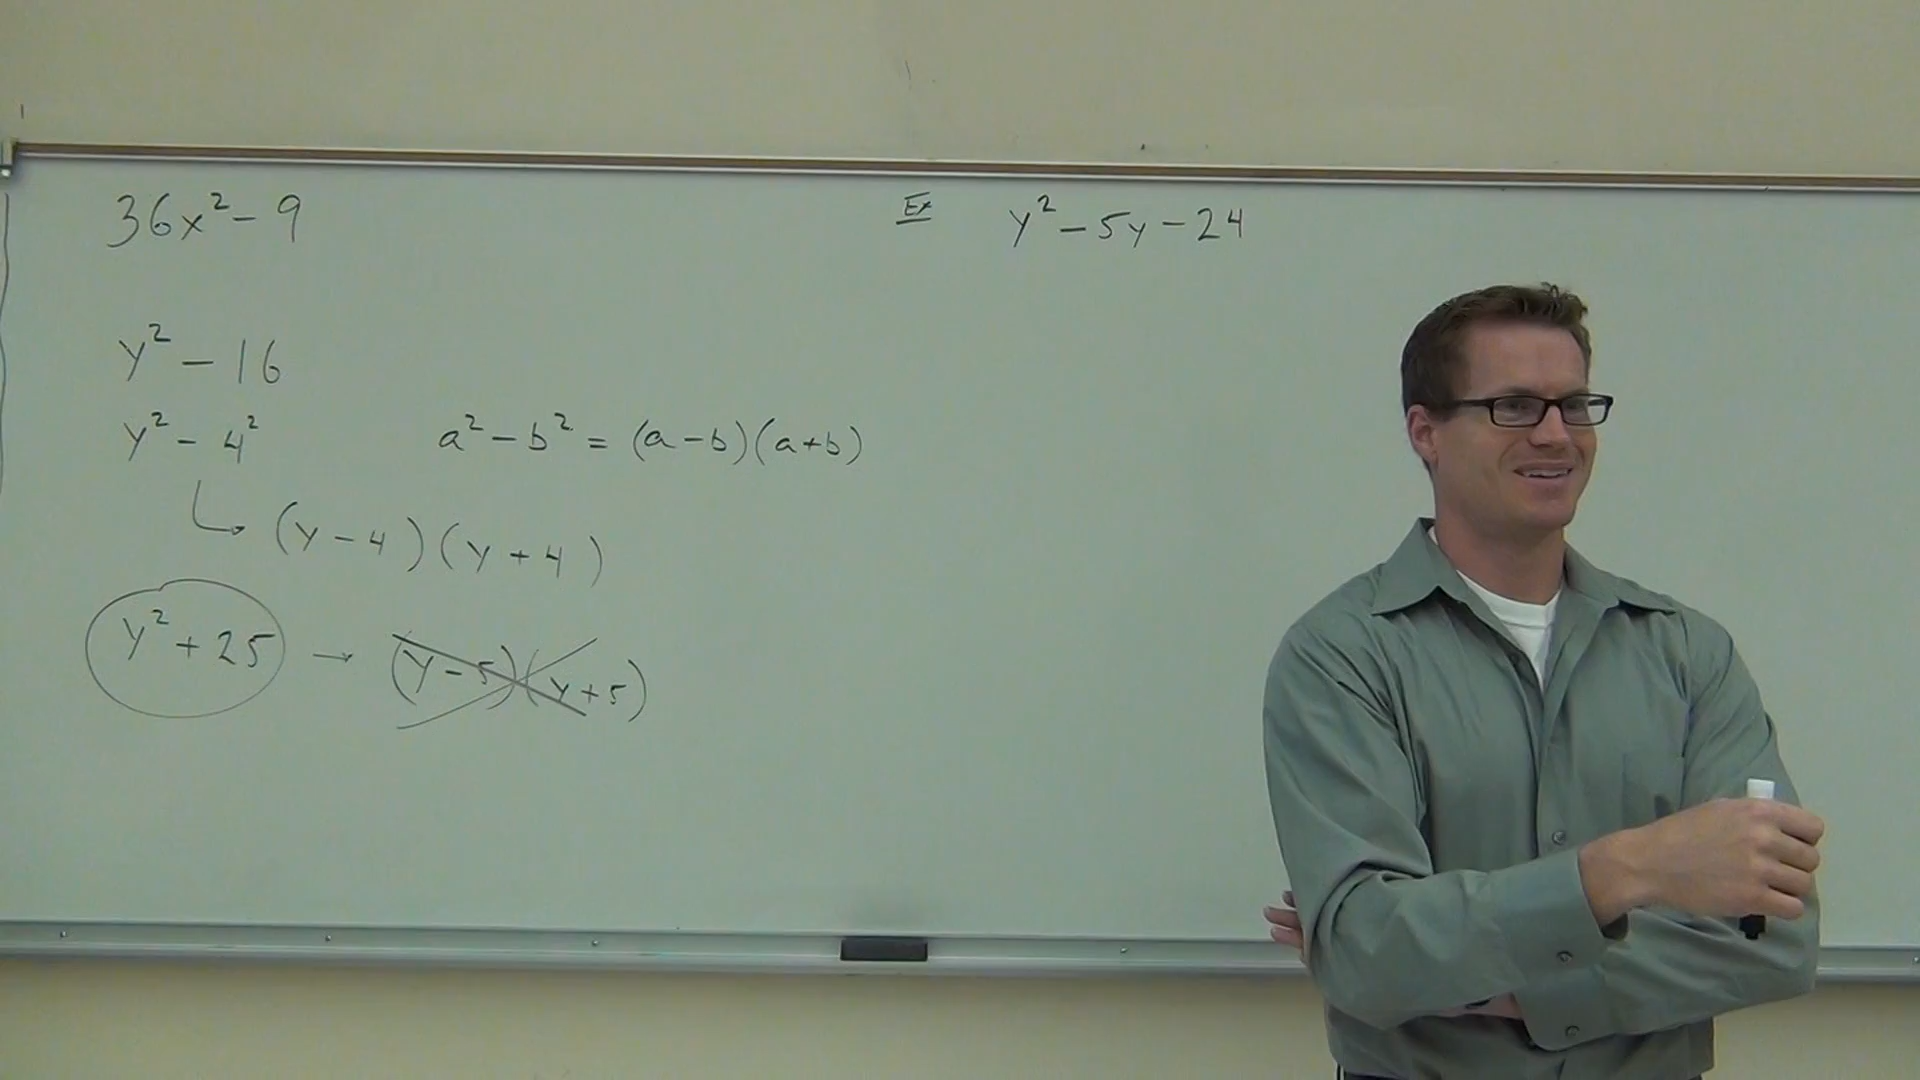 36x² - 9
y² - 16
y² - 4²
a² - b² = (a - b)(a + b)
(y - 4)(y + 4)
y² + 25 → (y - 5)(y + 5)
Ex y² - 5y - 24